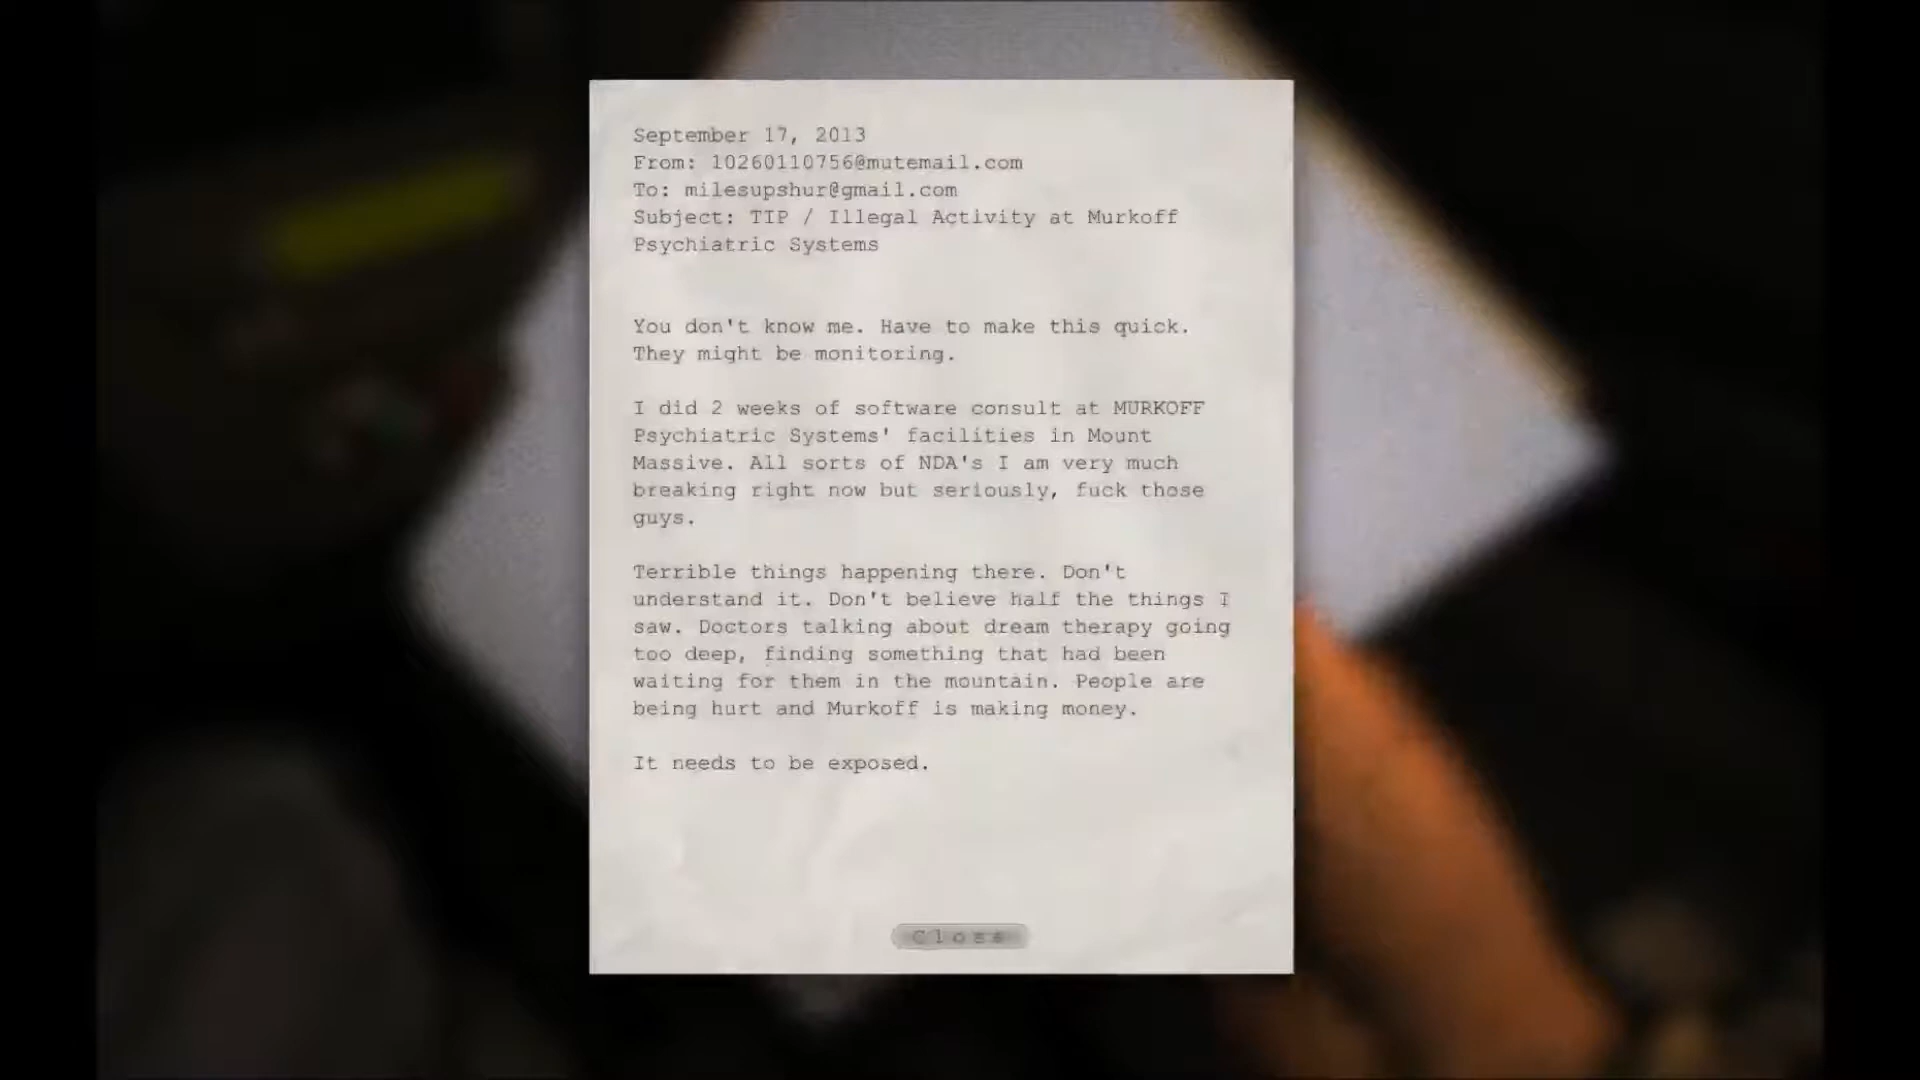 September 17, 2013
From: 10260110756@mutemail.com
To: milesupshur@gmail.com
Subject: TIP / Illegal Activity at Murkoff
Psychiatric Systems
You don't know me. Have to make this quick.
They might be monitoring.
I did 2 weeks of software consult at MURKOFF
Psychiatric Systems' facilities in Mount
Massive. All sorts of NDA's I am very much
breaking right now but seriously, fuck those
guys.
Terrible things happening there. Don't
understand it. Don't believe half the things I
saw. Doctors talking about dream therapy going
too deep, finding something that had been
waiting for them in the mountain. People are
being hurt and Murkoff is making money.
It needs to be exposed.
Close